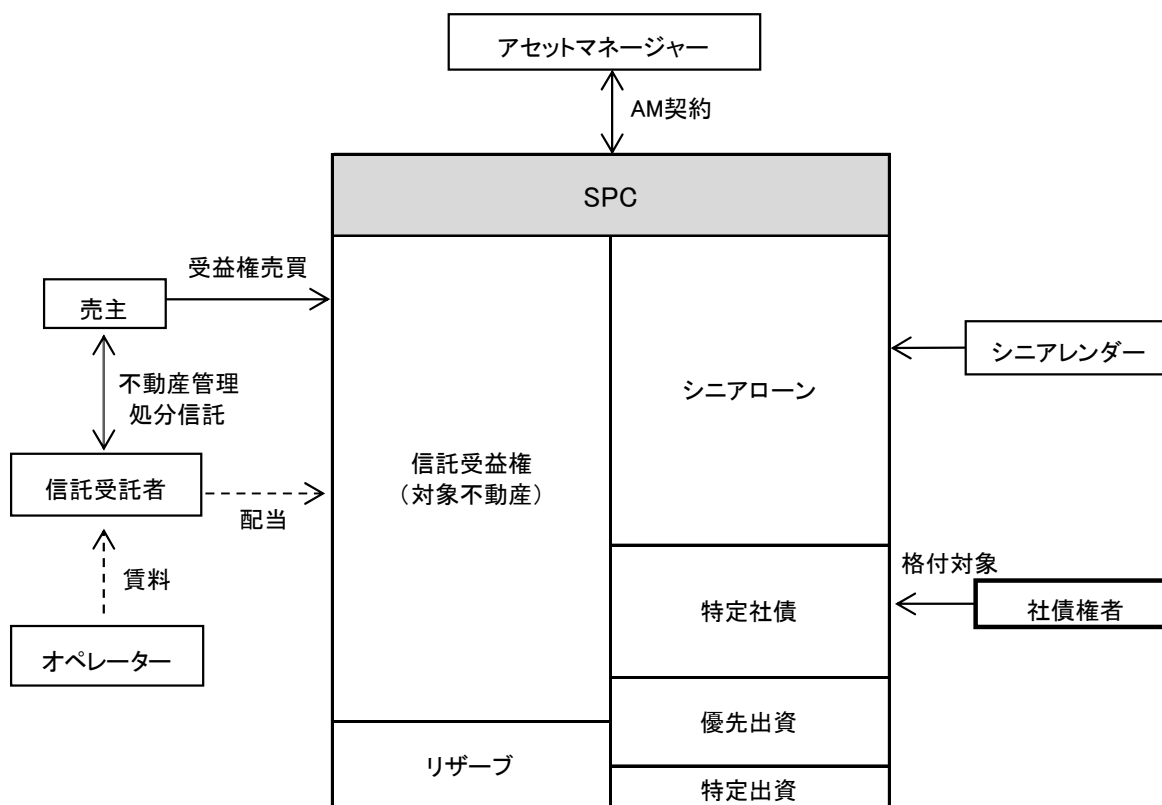 アセットマネージャー
AM契約
SPC
受益権売買
売主
シニアレンダー
不動産管理
処分信託
シニアローン
信託受益権
（対象不動産）
信託受託者
配当
格付対象
賃料
特定社債
社債権者
オペレーター
優先出資
リザーブ
特定出資